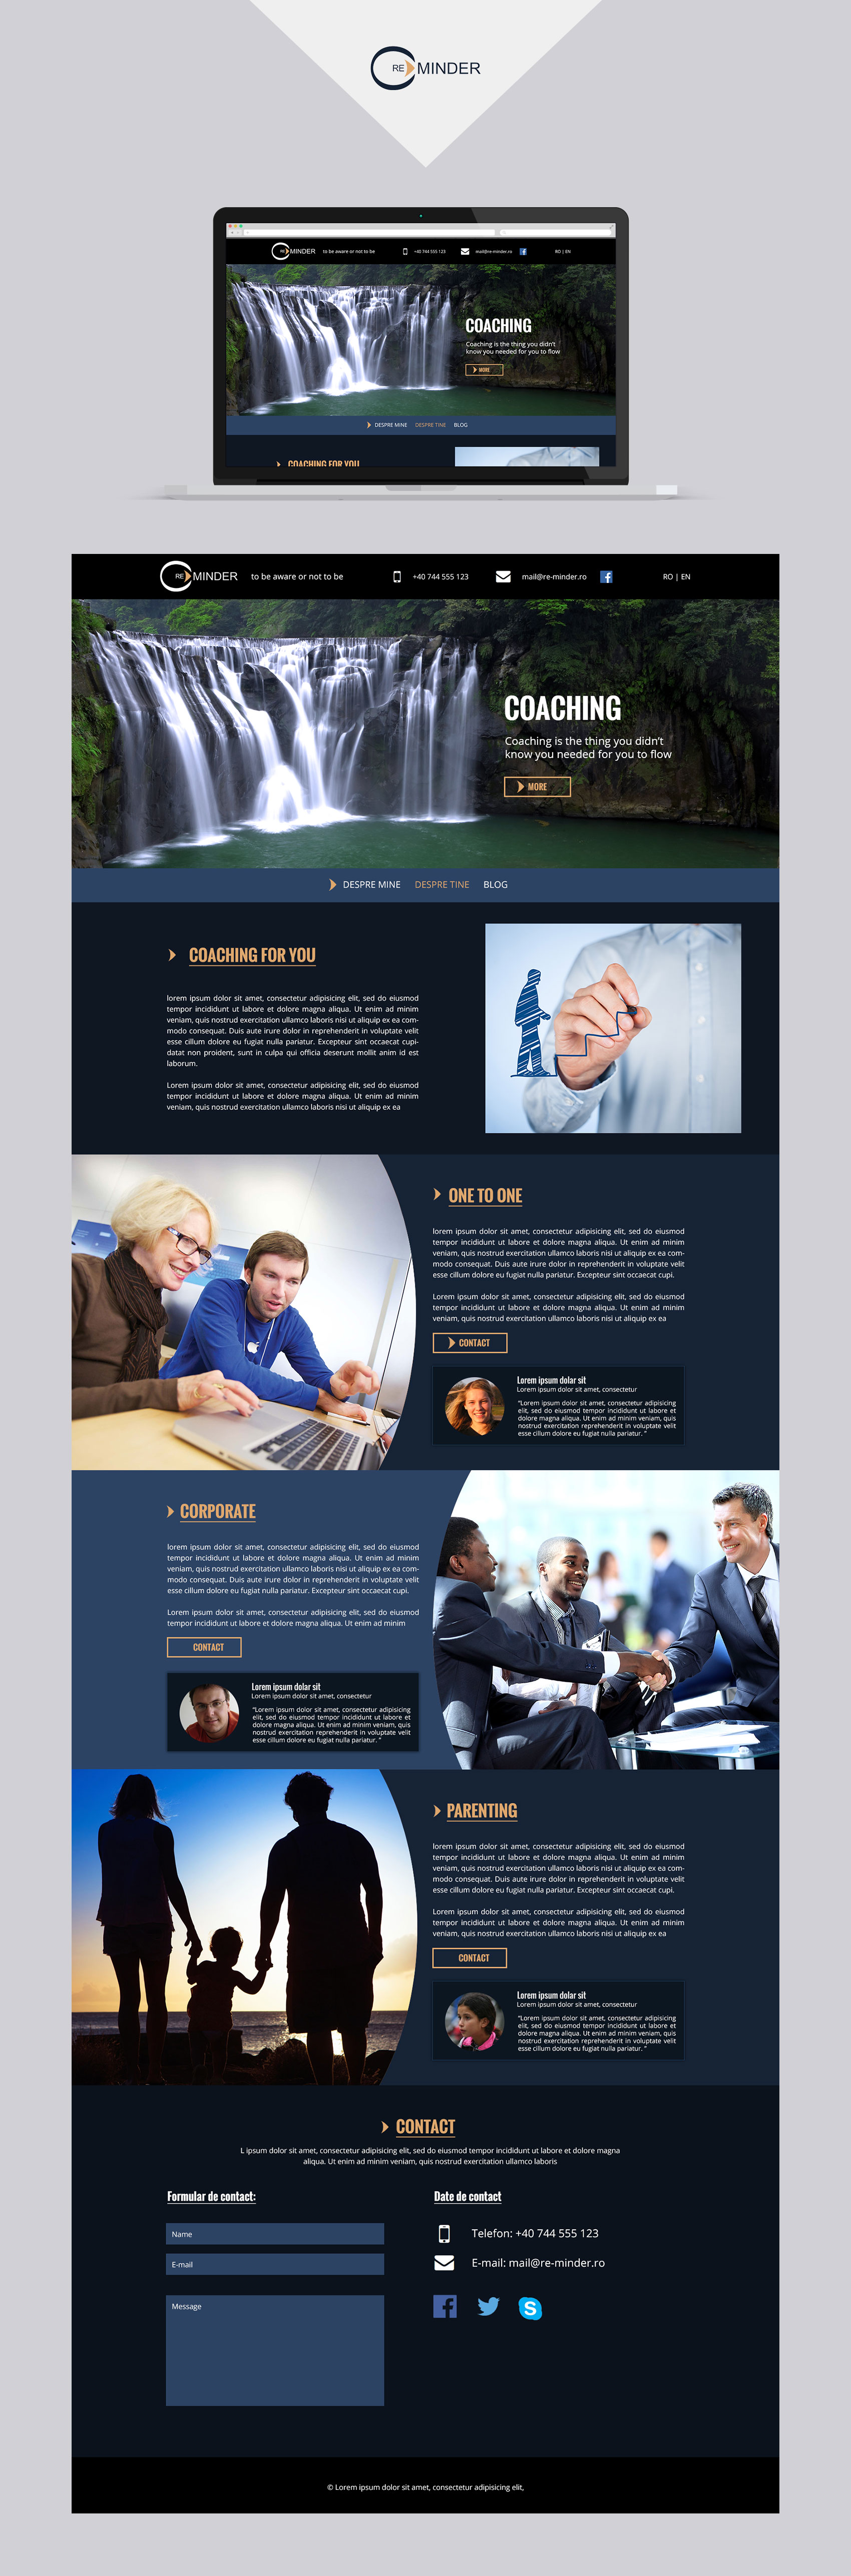 RE MINDER
RE MINDER to be aware or not to be +40 744 555 123 mail@re-minder.ro RO | EN
COACHING
Coaching is the thing you didn't
know you needed for you to flow
MORE
DESPRE MINE DESPRE TINE BLOG
COACHING FOR YOU
RE MINDER to be aware or not to be +40 744 555 123 mail@re-minder.ro RO | EN
COACHING
Coaching is the thing you didn't
know you needed for you to flow
MORE
DESPRE MINE DESPRE TINE BLOG
COACHING FOR YOU
lorem ipsum dolor sit amet, consectetur adipisicing elit, sed do eiusmod
tempor incididunt ut labore et dolore magna aliqua. Ut enim ad minim
veniam, quis nostrud exercitation ullamco laboris nisi ut aliquip ex ea com-
modo consequat. Duis aute irure dolor in reprehenderit in voluptate velit
esse cillum dolore eu fugiat nulla pariatur. Excepteur sint occaecat cupi-
datat non proident, sunt in culpa qui officia deserunt mollit anim id est
laborum.
Lorem ipsum dolor sit amet, consectetur adipisicing elit, sed do eiusmod
tempor incididunt ut labore et dolore magna aliqua. Ut enim ad minim
veniam, quis nostrud exercitation ullamco laboris nisi ut aliquip ex ea
ONE TO ONE
lorem ipsum dolor sit amet, consectetur adipisicing elit, sed do eiusmod
tempor incididunt ut labore et dolore magna aliqua. Ut enim ad minim
veniam, quis nostrud exercitation ullamco laboris nisi ut aliquip ex ea com-
modo consequat. Duis aute irure dolor in reprehenderit in voluptate velit
esse cillum dolore eu fugiat nulla pariatur. Excepteur sint occaecat cupi.
Lorem ipsum dolor sit amet, consectetur adipisicing elit, sed do eiusmod
tempor incididunt ut labore et dolore magna aliqua. Ut enim ad minim
veniam, quis nostrud exercitation ullamco laboris nisi ut aliquip ex ea
CONTACT
Lorem ipsum dolar sit
Lorem ipsum dolor sit amet, consectetur
"Lorem ipsum dolor sit amet, consectetur adipisicing
elit, sed do eiusmod tempor incididunt ut labore et
dolore magna aliqua. Ut enim ad minim veniam, quis
nostrud exercitation reprehenderit in voluptate velit
esse cillum dolore eu fugiat nulla pariatur. "
CORPORATE
lorem ipsum dolor sit amet, consectetur adipisicing elit, sed do eiusmod
tempor incididunt ut labore et dolore magna aliqua. Ut enim ad minim
veniam, quis nostrud exercitation ullamco laboris nisi ut aliquip ex ea com-
modo consequat. Duis aute irure dolor in reprehenderit in voluptate velit
esse cillum dolore eu fugiat nulla pariatur. Excepteur sint occaecat cupi.
Lorem ipsum dolor sit amet, consectetur adipisicing elit, sed do eiusmod
tempor incididunt ut labore et dolore magna aliqua. Ut enim ad minim
CONTACT
Lorem ipsum dolar sit
Lorem ipsum dolor sit amet, consectetur
"Lorem ipsum dolor sit amet, consectetur adipisicing
elit, sed do eiusmod tempor incididunt ut labore et
dolore magna aliqua. Ut enim ad minim veniam, quis
nostrud exercitation reprehenderit in voluptate velit
esse cillum dolore eu fugiat nulla pariatur. "
PARENTING
lorem ipsum dolor sit amet, consectetur adipisicing elit, sed do eiusmod
tempor incididunt ut labore et dolore magna aliqua. Ut enim ad minim
veniam, quis nostrud exercitation ullamco laboris nisi ut aliquip ex ea com-
modo consequat. Duis aute irure dolor in reprehenderit in voluptate velit
esse cillum dolore eu fugiat nulla pariatur. Excepteur sint occaecat cupi.
Lorem ipsum dolor sit amet, consectetur adipisicing elit, sed do eiusmod
tempor incididunt ut labore et dolore magna aliqua. Ut enim ad minim
veniam, quis nostrud exercitation ullamco laboris nisi ut aliquip ex ea
CONTACT
Lorem ipsum dolar sit
Lorem ipsum dolor sit amet, consectetur
"Lorem ipsum dolor sit amet, consectetur adipisicing
elit, sed do eiusmod tempor incididunt ut labore et
dolore magna aliqua. Ut enim ad minim veniam, quis
nostrud exercitation reprehenderit in voluptate velit
esse cillum dolore eu fugiat nulla pariatur. "
CONTACT
L ipsum dolor sit amet, consectetur adipisicing elit, sed do eiusmod tempor incididunt ut labore et dolore magna
aliqua. Ut enim ad minim veniam, quis nostrud exercitation ullamco laboris
Formular de contact:
Name
E-mail
Message
Date de contact
Telefon: +40 744 555 123
E-mail: mail@re-minder.ro
© Lorem ipsum dolor sit amet, consectetur adipisicing elit,